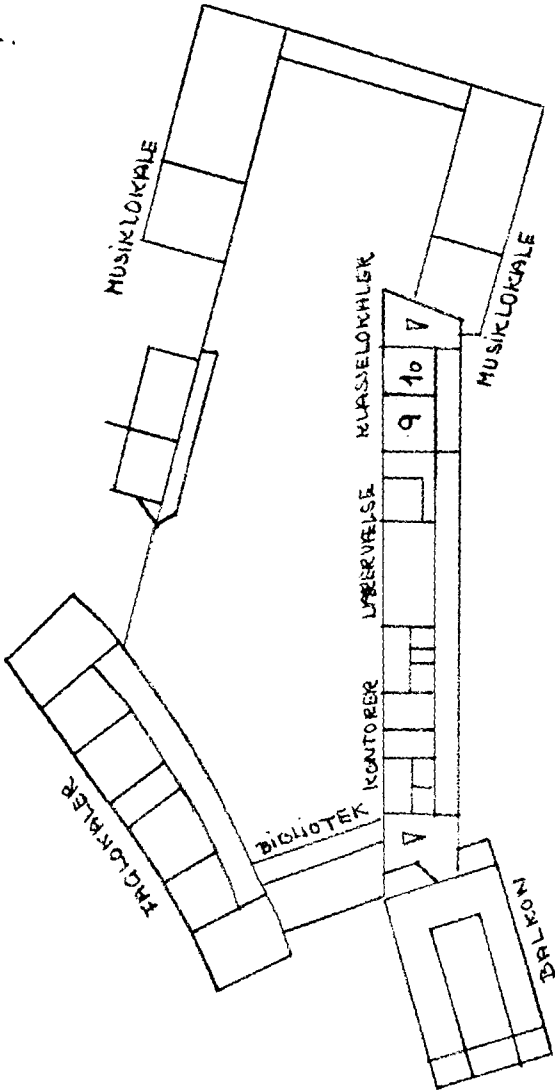 MUSIKLOKALE
KLASSELOKALER
9
10
MUSIKLOKALE
LÆRERVÆLSE
KONTORER
FAGLOKALER
BIBLIOTEK
BALKON